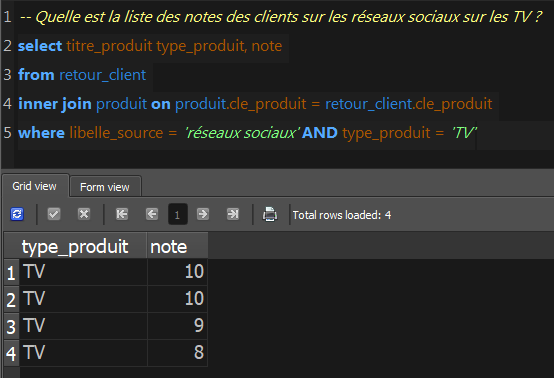 1 -- Quelle est la liste des notes des clients sur les réseaux sociaux sur les TV ?
2 select titre_produit type_produit, note
3 from retour_client
4 inner join produit on produit.cle_produit = retour_client.cle_produit
5 where libelle_source = 'réseaux sociaux' AND type_produit = 'TV'
Grid view Form view
1 Total rows loaded: 4
type_produit note
1 TV 10
2 TV 10
3 TV 9
4 TV 8